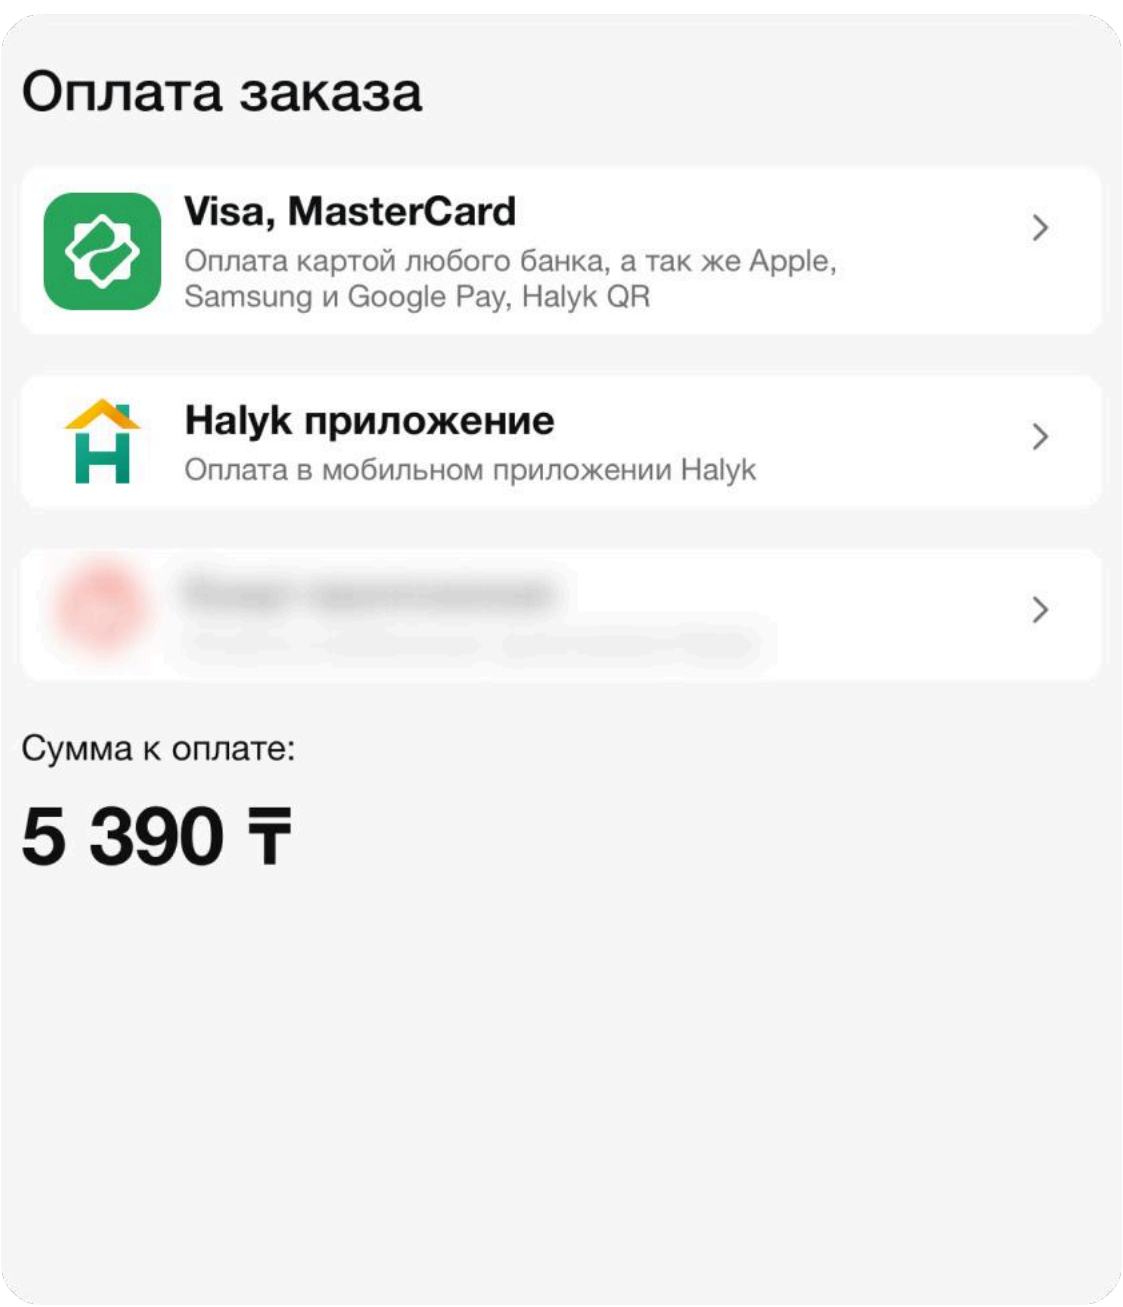 Оплата заказа
Visa, MasterCard
Оплата картой любого банка, а так же Apple,
Samsung и Google Pay, Halyk QR
Halyk приложение
Оплата в мобильном приложении Halyk
Сумма к оплате:
5 390 ₸